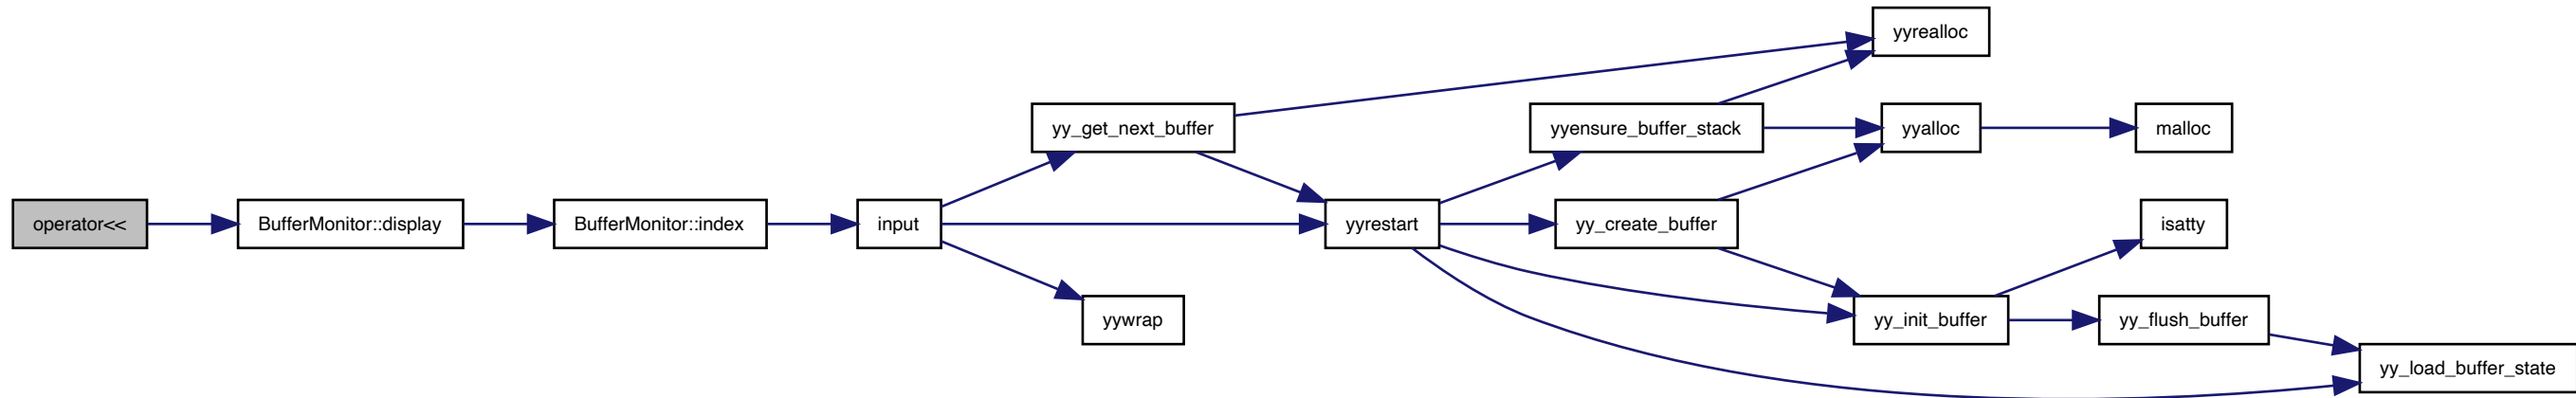 yyrealloc
yy_get_next_buffer
yyensure_buffer_stack
yyalloc
malloc
operator<<
BufferMonitor::display
BufferMonitor::index
input
yyrestart
yy_create_buffer
isatty
yywrap
yy_init_buffer
yy_flush_buffer
yy_load_buffer_state